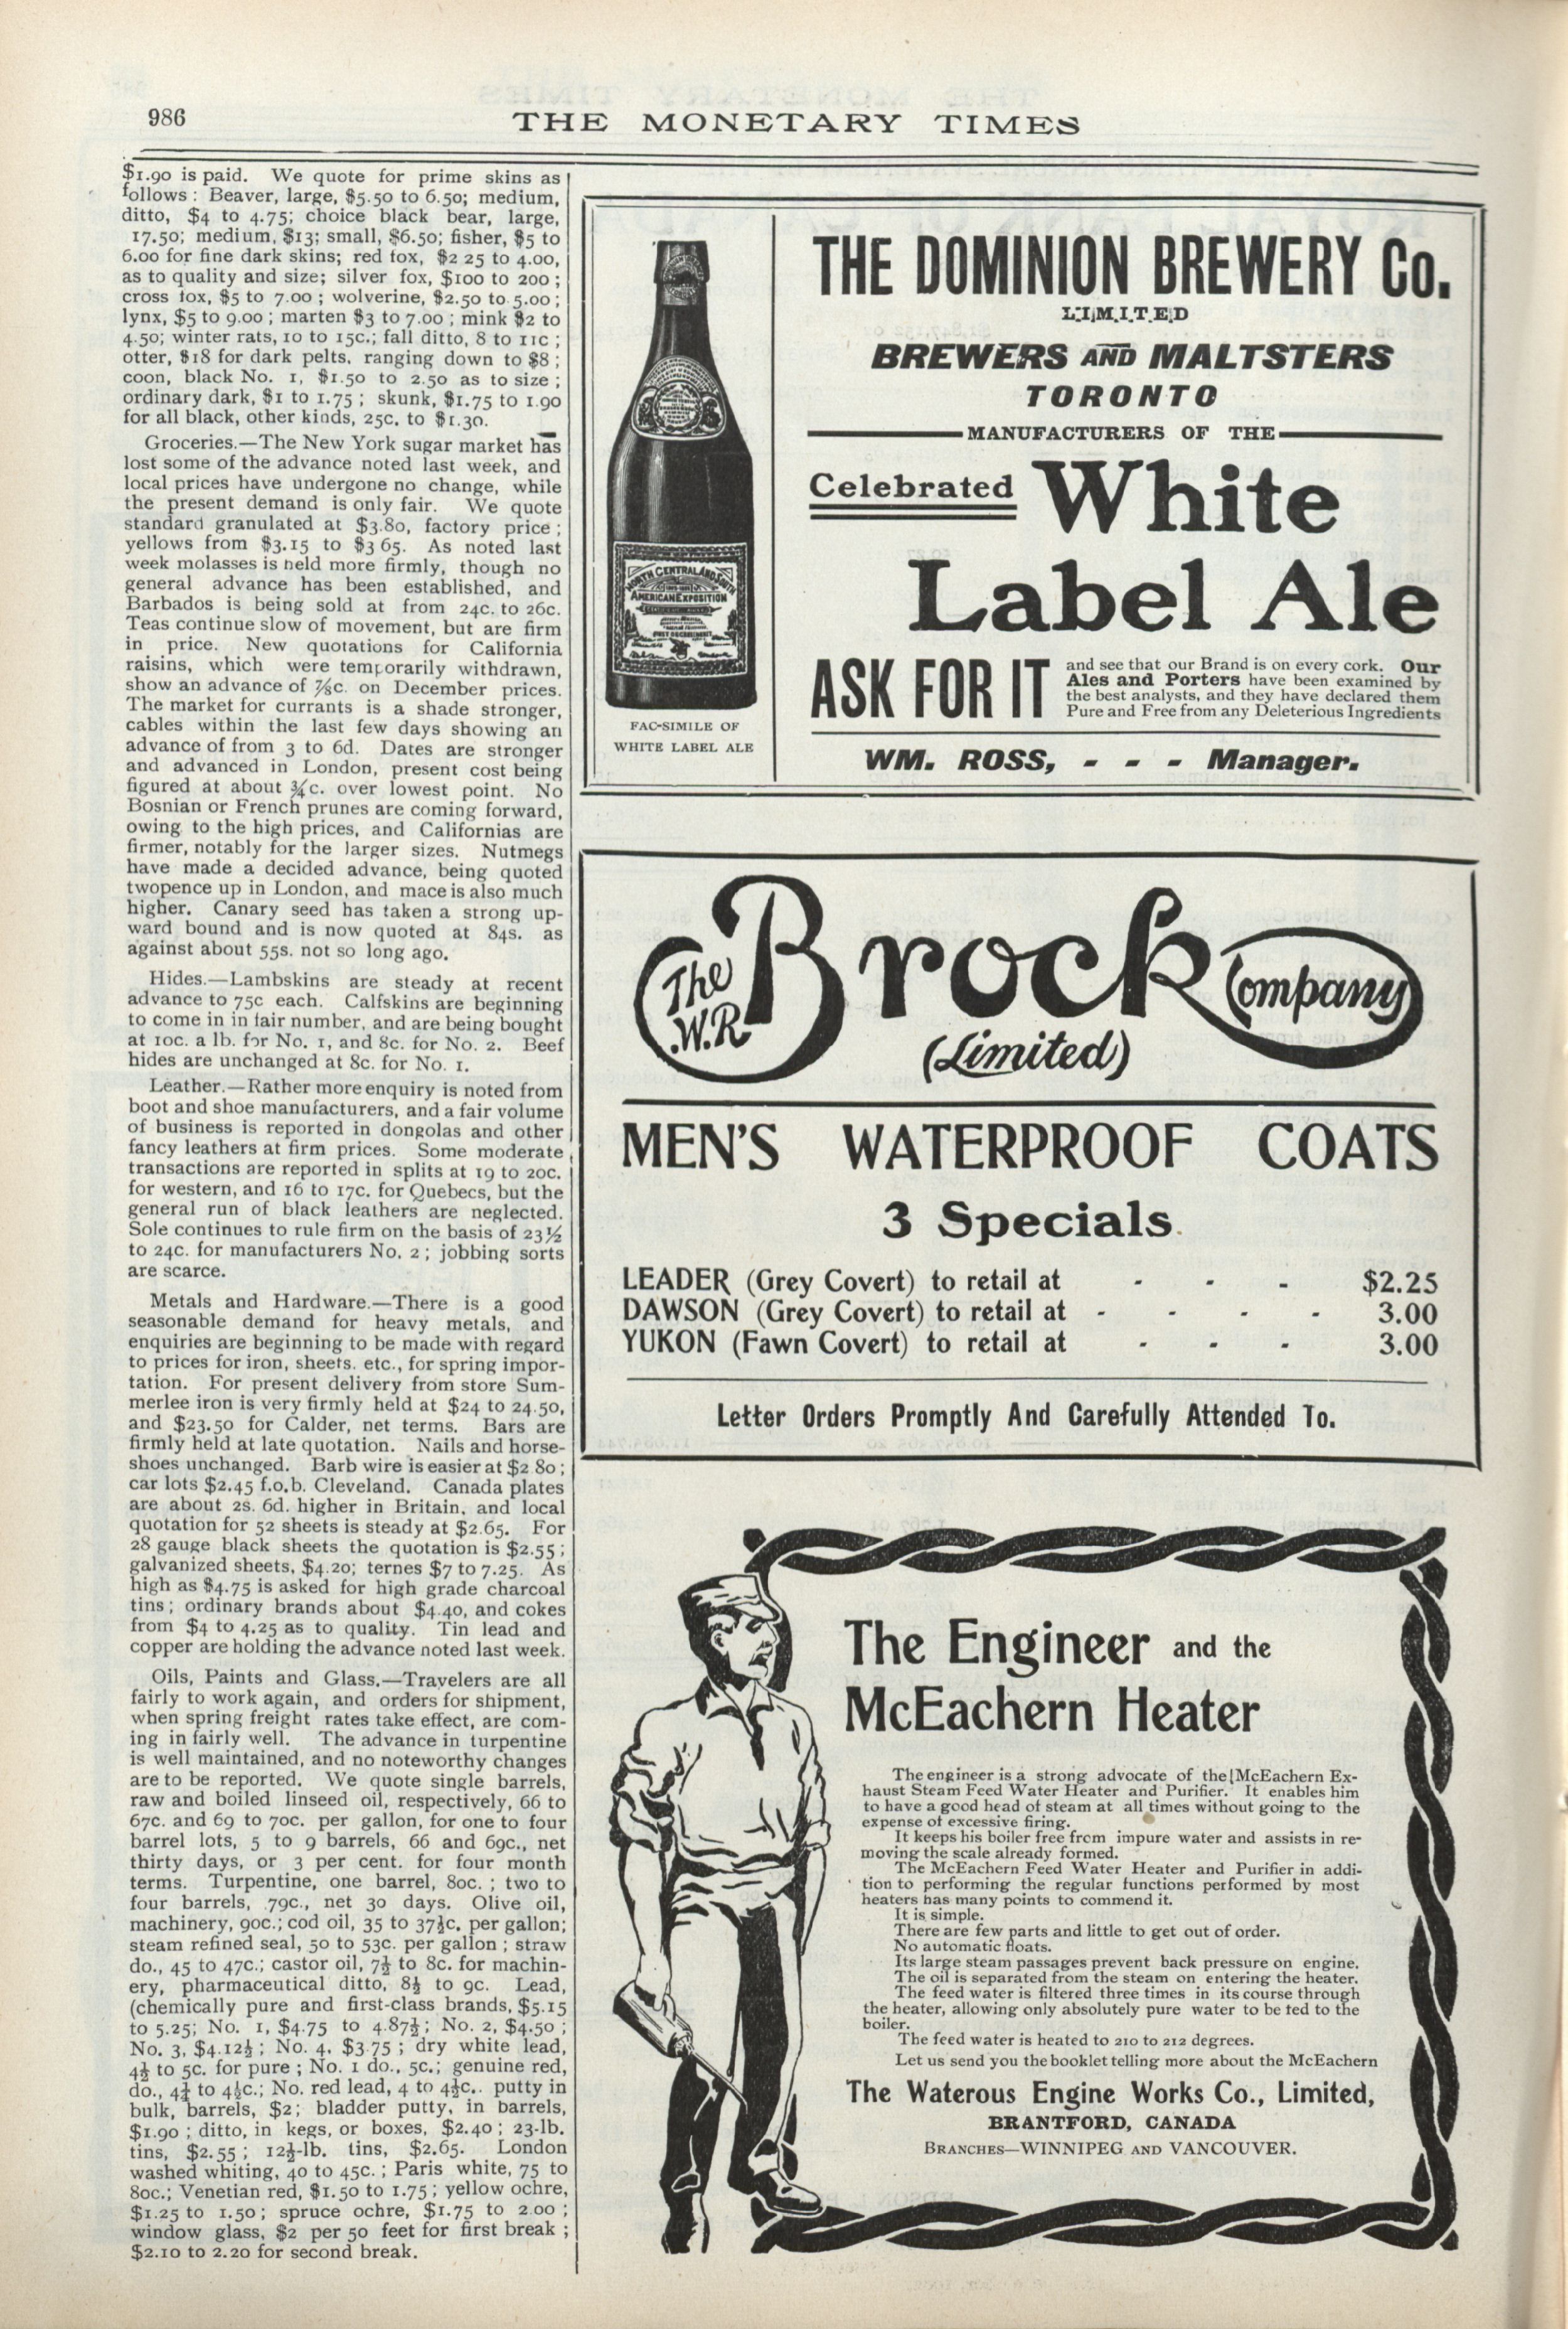 986
THE MONETARY TIMES
$1.90 is paid. We quote for prime skins as
follows : Beaver, large, $5.50 to 6.50; medium,
ditto, $4 to 4.75; choice black bear, large,
17.50; medium, $13; small, $6.50; fisher, $5 to
6.00 for fine dark skins; red fox, $2 25 to 4.00,
as to quality and size; silver fox, $100 to 200 ;
cross fox, $5 to 7.00 ; wolverine, $2.50 to 5.00 ;
lynx, $5 to 9.00 ; marten $3 to 7.00 ; mink $2 to
4.50; winter rats, 10 to 15c.; fall ditto, 8 to 11c ;
otter, $18 for dark pelts, ranging down to $8 ;
coon, black No. 1, $1.50 to 2.50 as to size ;
ordinary dark, $1 to 1.75 ; skunk, $1.75 to 1.90
for all black, other kinds, 25c. to $1.30.
Groceries.—The New York sugar market has
lost some of the advance noted last week, and
local prices have undergone no change, while
the present demand is only fair. We quote
standard granulated at $3.80, factory price ;
yellows from $3.15 to $3 65. As noted last
week molasses is held more firmly, though no
general advance has been established, and
Barbados is being sold at from 24c. to 26c.
Teas continue slow of movement, but are firm
in price. New quotations for California
raisins, which were temporarily withdrawn,
show an advance of ⅞c. on December prices.
The market for currants is a shade stronger,
cables within the last few days showing an
advance of from 3 to 6d. Dates are stronger
and advanced in London, present cost being
figured at about ¾c. over lowest point. No
Bosnian or French prunes are coming forward,
owing to the high prices, and Californias are
firmer, notably for the larger sizes. Nutmegs
have made a decided advance, being quoted
twopence up in London, and mace is also much
higher. Canary seed has taken a strong up-
ward bound and is now quoted at 84s. as
against about 55s. not so long ago.
Hides.—Lambskins are steady at recent
advance to 75c each. Calfskins are beginning
to come in in fair number, and are being bought
at 10c. a lb. for No. 1, and 8c. for No. 2. Beef
hides are unchanged at 8c. for No. 1.
Leather.—Rather more enquiry is noted from
boot and shoe manufacturers, and a fair volume
of business is reported in dongolas and other
fancy leathers at firm prices. Some moderate
transactions are reported in splits at 19 to 20c.
for western, and 16 to 17c. for Quebecs, but the
general run of black leathers are neglected.
Sole continues to rule firm on the basis of 23½
to 24c. for manufacturers No. 2 ; jobbing sorts
are scarce.
Metals and Hardware.—There is a good
seasonable demand for heavy metals, and
enquiries are beginning to be made with regard
to prices for iron, sheets. etc., for spring impor-
tation. For present delivery from store Sum-
merlee iron is very firmly held at $24 to 24.50,
and $23.50 for Calder, net terms. Bars are
firmly held at late quotation. Nails and horse-
shoes unchanged. Barb wire is easier at $2 80 ;
car lots $2.45 f.o.b. Cleveland. Canada plates
are about 2s. 6d. higher in Britain, and local
quotation for 52 sheets is steady at $2.65. For
28 gauge black sheets the quotation is $2.55 ;
galvanized sheets, $4.20; ternes $7 to 7.25. As
high as $4.75 is asked for high grade charcoal
tins ; ordinary brands about $4.40, and cokes
from $4 to 4.25 as to quality. Tin lead and
copper are holding the advance noted last week.
Oils, Paints and Glass.—Travelers are all
fairly to work again, and orders for shipment,
when spring freight rates take effect, are com-
ing in fairly well. The advance in turpentine
is well maintained, and no noteworthy changes
are to be reported. We quote single barrels,
raw and boiled linseed oil, respectively, 66 to
67c. and 69 to 70c. per gallon, for one to four
barrel lots, 5 to 9 barrels, 66 and 69c., net
thirty days, or 3 per cent. for four month
terms. Turpentine, one barrel, 80c. ; two to
four barrels, 79c., net 30 days. Olive oil,
machinery, 90c.; cod oil, 35 to 37½c. per gallon;
steam refined seal, 50 to 53c. per gallon ; straw
do., 45 to 47c.; castor oil, 7½ to 8c. for machin-
ery, pharmaceutical ditto, 8½ to 9c. Lead,
(chemically pure and first-class brands, $5.15
to 5.25; No. 1, $4.75 to 4.87½; No. 2, $4.50 ;
No. 3, $4.12½ ; No. 4, $3.75 ; dry white lead,
4½ to 5c. for pure ; No. 1 do., 5c.; genuine red,
do., 4¼ to 4½c.; No. red lead, 4 to 4½c.. putty in
bulk, barrels, $2; bladder putty, in barrels,
$1.90 ; ditto, in kegs, or boxes, $2.40 ; 23-lb.
tins, $2.55 ; 12½-lb. tins, $2.65. London
washed whiting, 40 to 45c. ; Paris white, 75 to
80c.; Venetian red, $1.50 to 1.75 ; yellow ochre,
$1.25 to 1.50 ; spruce ochre, $1.75 to 2 00 ;
window glass, $2 per 50 feet for first break ;
$2.10 to 2.20 for second break.
NORTH CENTRAL AND SOUTH
AMERICAN EXPOSITION
FAC-SIMILE OF
WHITE LABEL ALE
THE DOMINION BREWERY Co.
LIMITED
BREWERS AND MALTSTERS
TORONTO
MANUFACTURERS OF THE
Celebrated White
Label Ale
ASK FOR IT
and see that our Brand is on every cork. Our
Ales and Porters have been examined by
the best analysts, and they have declared them
Pure and Free from any Deleterious Ingredients
WM. ROSS, - - - Manager.
The W.R. Brock Company
(Limited)
MEN'S WATERPROOF COATS
3 Specials.
LEADER (Grey Covert) to retail at - - - $2.25
DAWSON (Grey Covert) to retail at - - - - 3.00
YUKON (Fawn Covert) to retail at - - - 3.00
Letter Orders Promptly And Carefully Attended To.
The Engineer and the
McEachern Heater
The engineer is a strong advocate of the McEachern Ex-
haust Steam Feed Water Heater and Purifier. It enables him
to have a good head of steam at all times without going to the
expense of excessive firing.
It keeps his boiler free from impure water and assists in re-
moving the scale already formed.
The McEachern Feed Water Heater and Purifier in addi-
tion to performing the regular functions performed by most
heaters has many points to commend it.
It is simple.
There are few parts and little to get out of order.
No automatic floats.
Its large steam passages prevent back pressure on engine.
The oil is separated from the steam on entering the heater.
The feed water is filtered three times in its course through
the heater, allowing only absolutely pure water to be fed to the
boiler.
The feed water is heated to 210 to 212 degrees.
Let us send you the booklet telling more about the McEachern
The Waterous Engine Works Co., Limited,
BRANTFORD, CANADA
BRANCHES—WINNIPEG AND VANCOUVER.